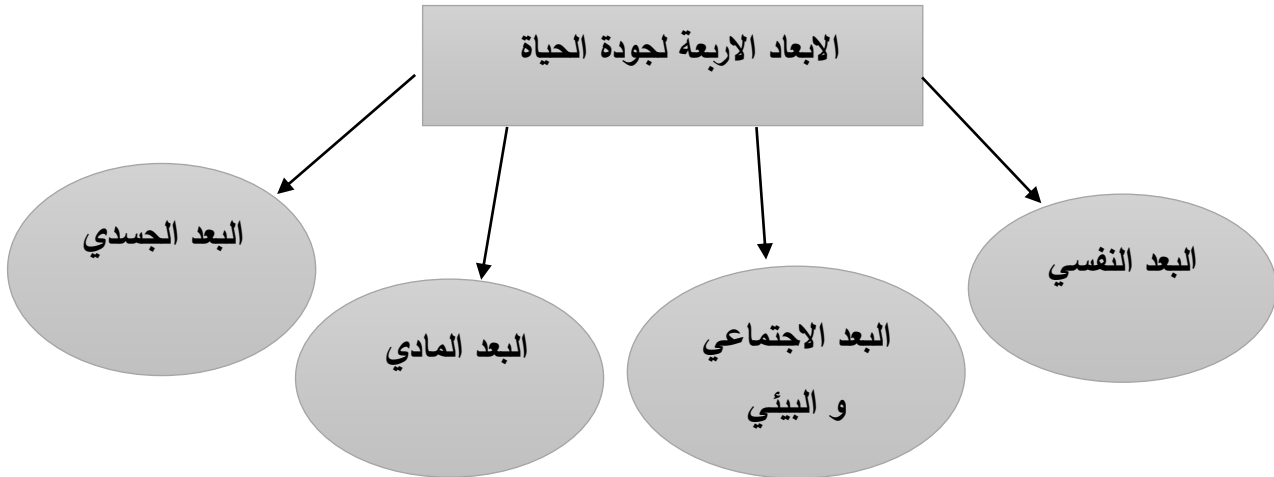 الابعاد الاربعة لجودة الحياة
البعد النفسي
البعد الاجتماعي
و البيئي
البعد المادي
البعد الجسدي